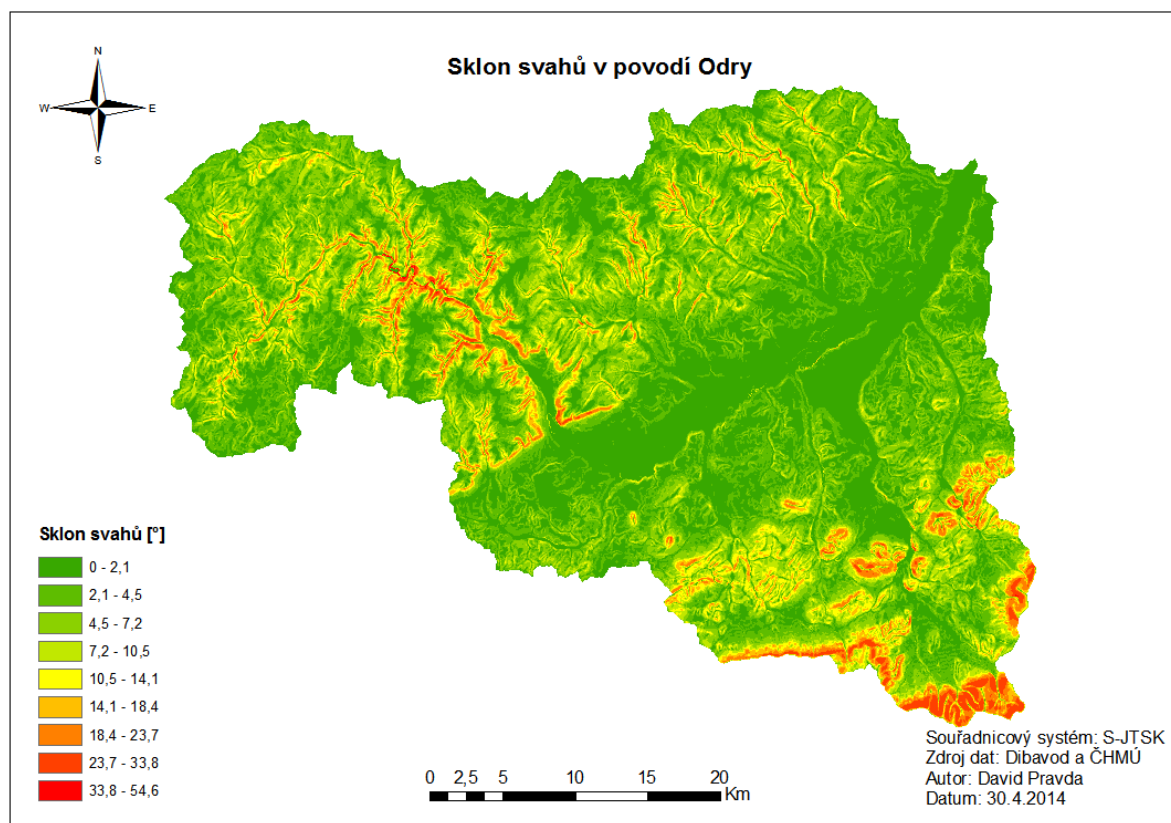 Sklon svahů v povodí Odry
N
W
E
S
Sklon svahů [°]
0 - 2,1
2,1 - 4,5
4,5 - 7,2
7,2 - 10,5
10,5 - 14,1
14,1 - 18,4
18,4 - 23,7
23,7 - 33,8
33,8 - 54,6
0 2,5 5 10 15 20
Km
Souřadnicový systém: S-JTSK
Zdroj dat: Dibavod a ČHMÚ
Autor: David Pravda
Datum: 30.4.2014